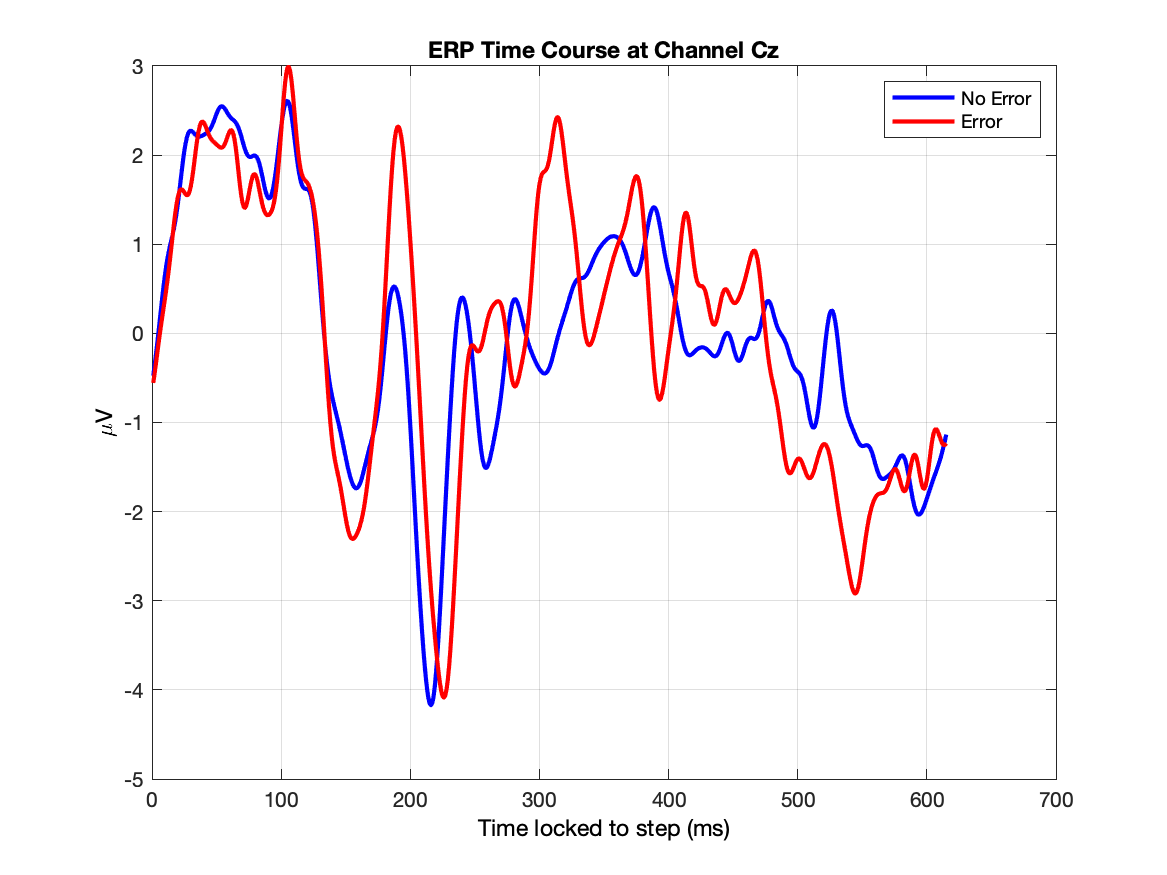 ERP Time Course at Channel Cz
No Error
Error
3
2
1
0
-1
-2
-3
-4
-5
μV
0 100 200 300 400 500 600 700
Time locked to step (ms)